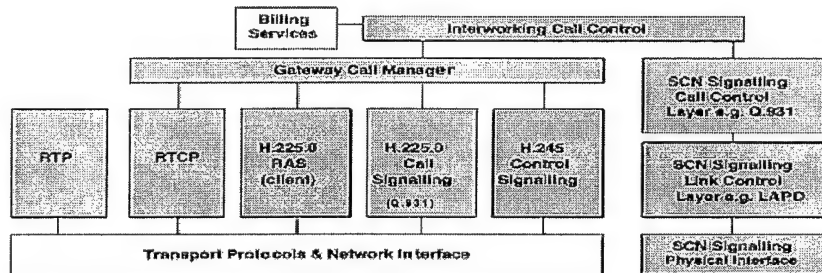 Billing
Services
Interworking Call Control
Gateway Call Manager
RTP
RTCP
H.225.0
RAS
(client)
H.225.0
Call
Signalling
(Q.931)
H.245
Control
Signalling
SCN Signalling
Call Control
Layer e.g. Q.931
SCN Signalling
Link Control
Layer e.g. LAPD
Transport Protocols & Network Interface
SCN Signalling
Physical Interface